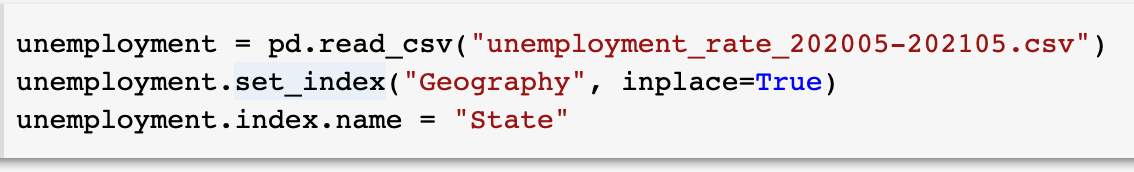 unemployment = pd.read_csv("unemployment_rate_202005-202105.csv")
unemployment.set_index("Geography", inplace=True)
unemployment.index.name = "State"